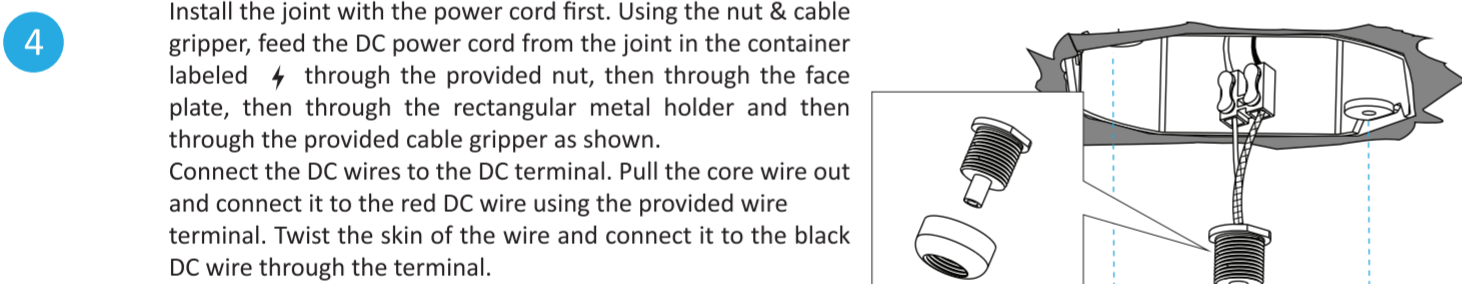 4
Install the joint with the power cord first. Using the nut & cable
gripper, feed the DC power cord from the joint in the container
labeled through the provided nut, then through the face
plate, then through the rectangular metal holder and then
through the provided cable gripper as shown.
Connect the DC wires to the DC terminal. Pull the core wire out
and connect it to the red DC wire using the provided wire
terminal. Twist the skin of the wire and connect it to the black
DC wire through the terminal.